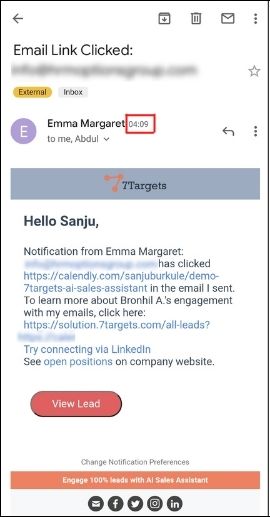 Email Link Clicked:
External Inbox
Emma Margaret 04:09
E
to me, Abdul
7Targets
Hello Sanju,
Notification from Emma Margaret:
has clicked
https://calendly.com/sanjuburkule/demo-
7targets-ai-sales-assistant in the email I sent.
To learn more about Bronhil A.'s engagement
with my emails, click here:
https://solution.7targets.com/all-leads?
Try connecting via LinkedIn
See open positions on company website.
View Lead
Change Notification Preferences
Engage 100% leads with AI Sales Assistant